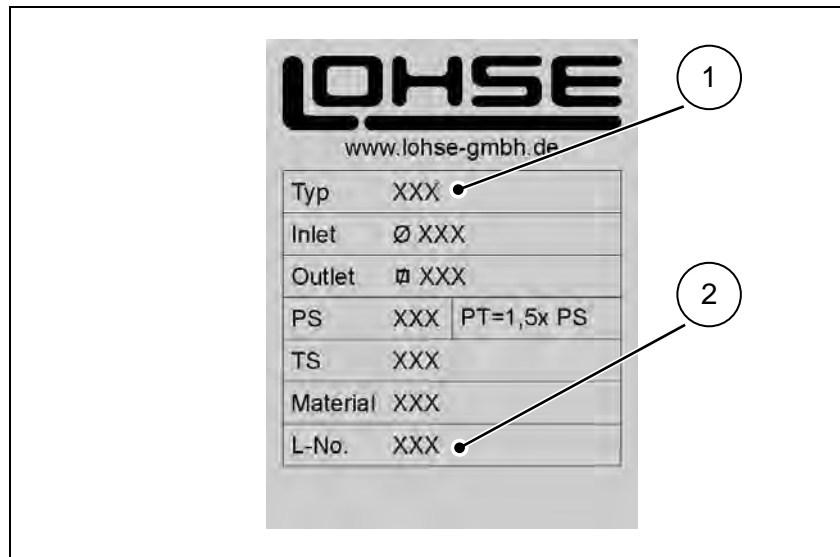 LOHSE
1
www.lohse-gmbh.de
Typ XXX
Inlet Ø XXX
Outlet ¤ XXX
PS XXX PT=1,5x PS
2
TS XXX
Material XXX
L-No. XXX